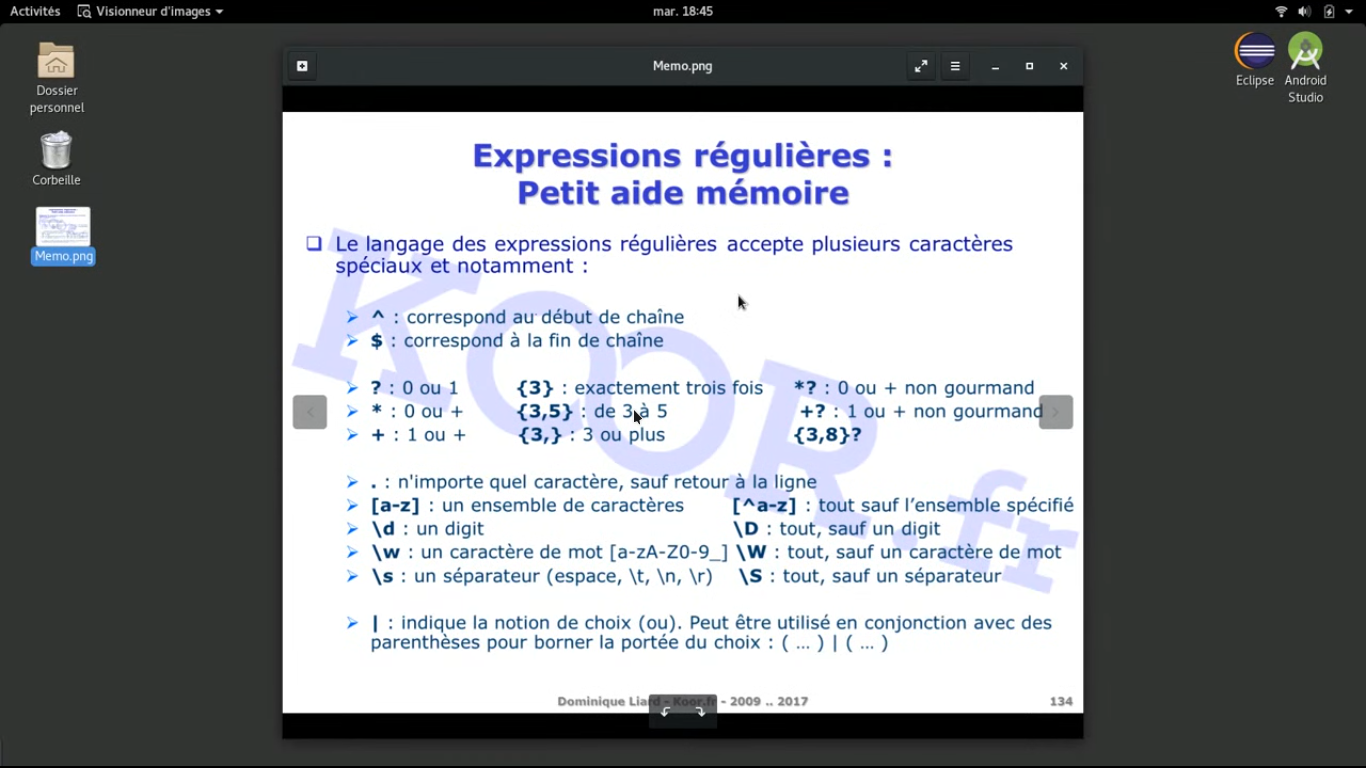 Activités
Visionneur d'images
mar. 18:45
Dossier
personnel
Corbeille
Memo.png
Eclipse
Android
Studio
Memo.png
Expressions régulières :
Petit aide mémoire
Le langage des expressions régulières accepte plusieurs caractères
spéciaux et notamment :
^ : correspond au début de chaîne
$ : correspond à la fin de chaîne
? : 0 ou 1 {3} : exactement trois fois *? : 0 ou + non gourmand
* : 0 ou + {3,5} : de 3 à 5 +? : 1 ou + non gourmand
+ : 1 ou + {3,} : 3 ou plus {3,8}?
. : n'importe quel caractère, sauf retour à la ligne
[a-z] : un ensemble de caractères [^a-z] : tout sauf l’ensemble spécifié
\d : un digit \D : tout, sauf un digit
\w : un caractère de mot [a-zA-Z0-9_] \W : tout, sauf un caractère de mot
\s : un séparateur (espace, \t, \n, \r) \S : tout, sauf un séparateur
| : indique la notion de choix (ou). Peut être utilisé en conjonction avec des
parenthèses pour borner la portée du choix : ( ... ) | ( ... )
KOOR.fr
Dominique Liard - Koor.fr - 2009 .. 2017
134